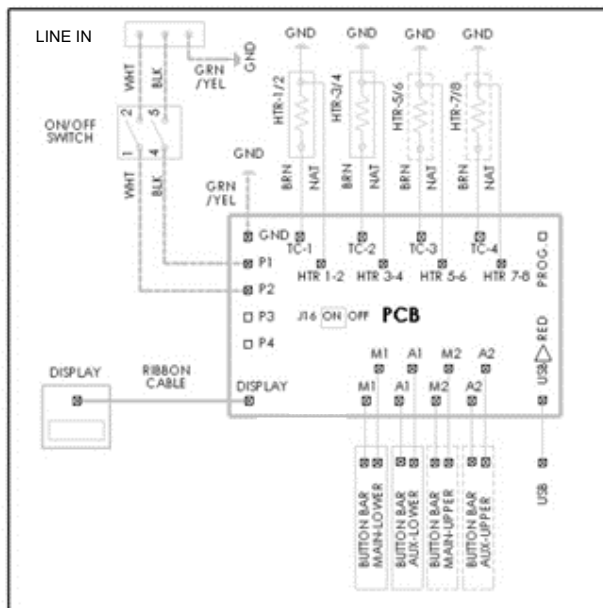 LINE IN
GND
GRN
/YEL
WHT
BLK
ON/OFF
SWITCH
2
5
1
4
WHT
BLK
GND
GRN
/YEL
GND
GND
GND
GND
HTR-1/2
HTR-3/4
HTR-5/6
HTR-7/8
BRN
NAT
BRN
NAT
BRN
NAT
BRN
NAT
GND
TC-1
TC-2
TC-3
TC-4
P1
HTR 1-2
HTR 3-4
HTR 5-6
HTR 7-8
PROG.
P2
P3
J16 ON OFF
PCB
P4
RED
USB
M1
A1
M2
A2
M1
A1
M2
A2
DISPLAY
RIBBON
CABLE
DISPLAY
BUTTON BAR
MAIN-LOWER
BUTTON BAR
AUX-LOWER
BUTTON BAR
MAIN-UPPER
BUTTON BAR
AUX-UPPER
USB